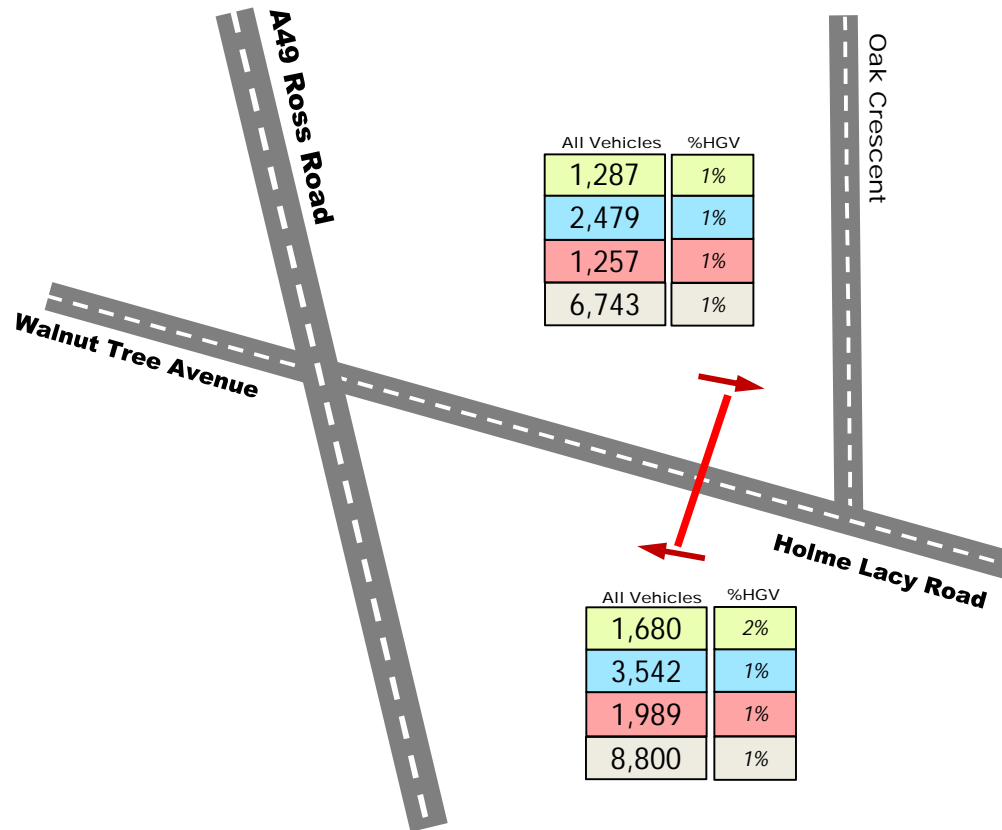 A49 Ross Road
Oak Crescent
All Vehicles %HGV
1,287 1%
2,479 1%
1,257 1%
6,743 1%
Walnut Tree Avenue
Holme Lacy Road
All Vehicles %HGV
1,680 2%
3,542 1%
1,989 1%
8,800 1%